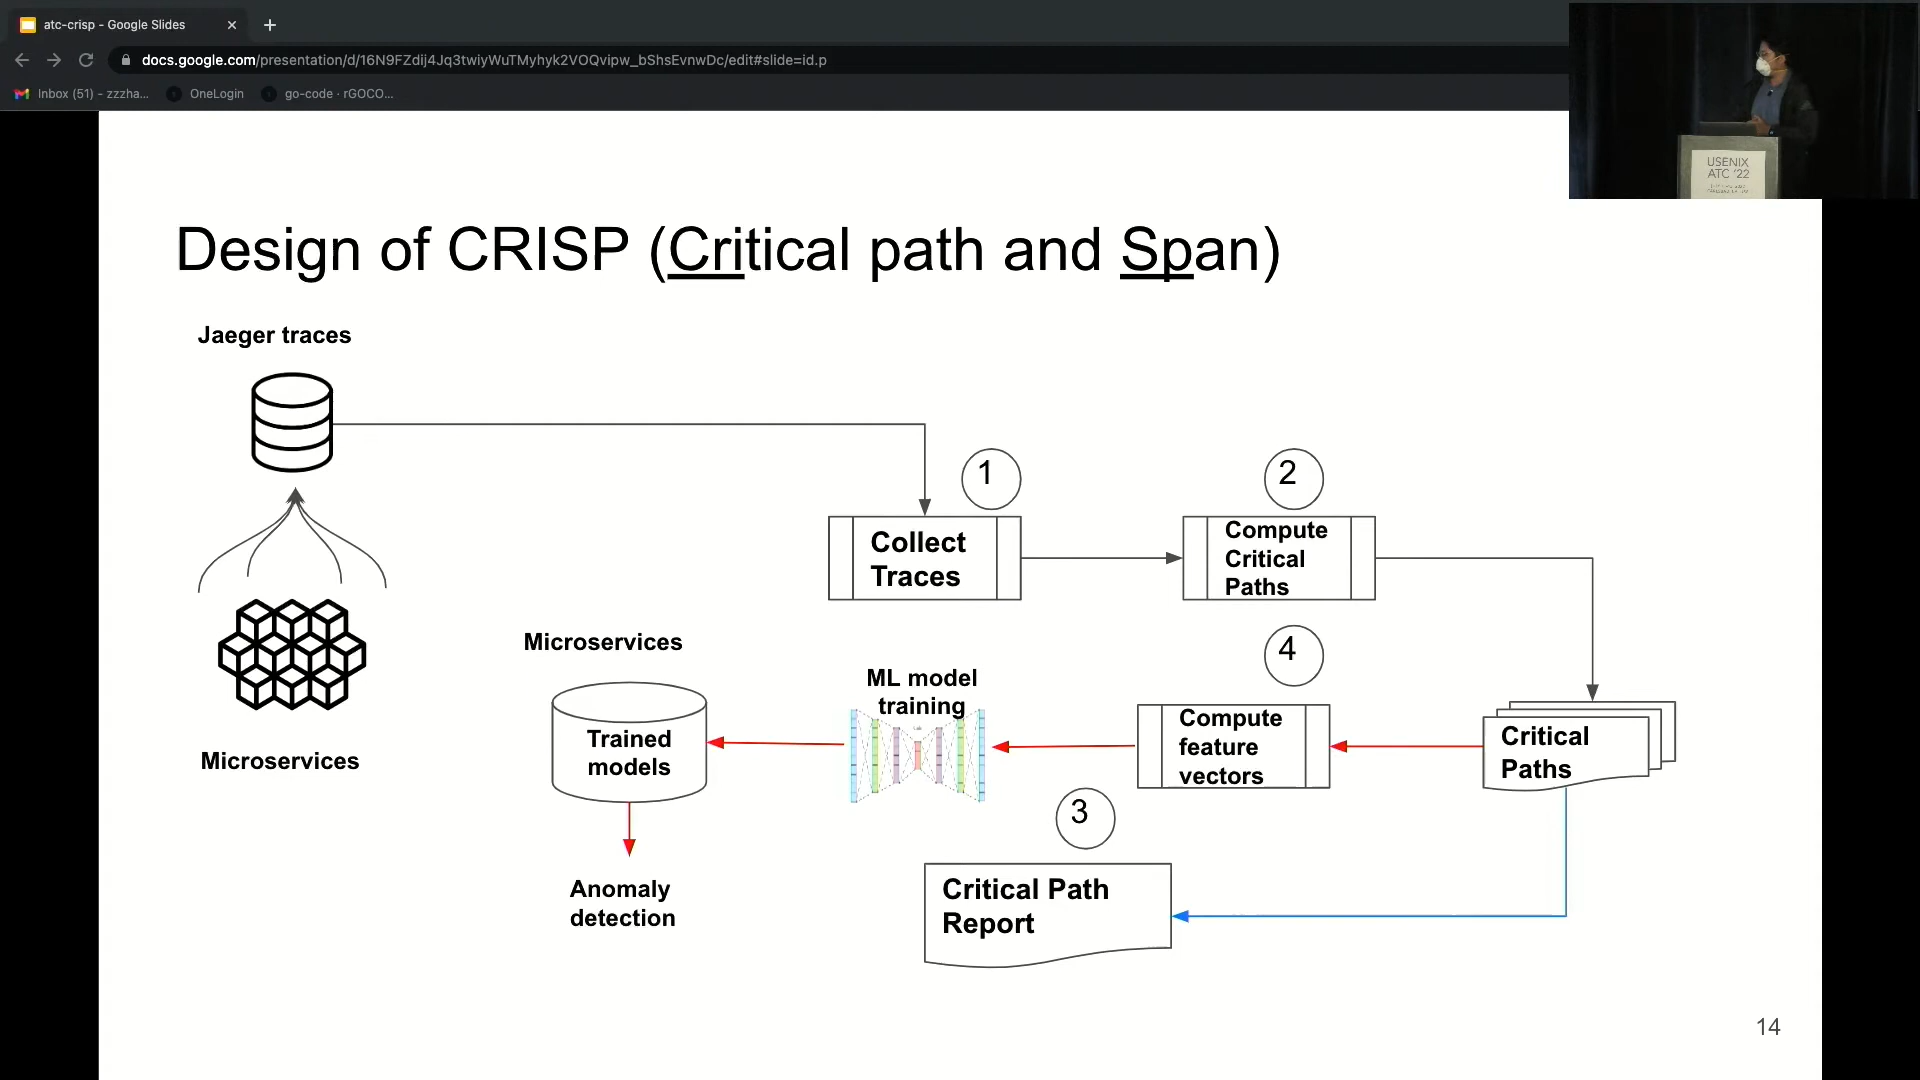 atc-crisp - Google Slides
docs.google.com/presentation/d/16N9FZdij4Jq3twiyWuTMyhyk2VOQvipw_bShsEvnwDc/edit#slide=id.p
Inbox (51) - zzzha...
OneLogin
go-code · rGOCO...
USENIX
ATC '22
Design of CRISP (Critical path and Span)
Jaeger traces
1
2
Collect
Traces
Compute
Critical
Paths
Microservices
4
ML model
training
Trained
models
Compute
feature
vectors
Critical
Paths
Microservices
3
Anomaly
detection
Critical Path
Report
14